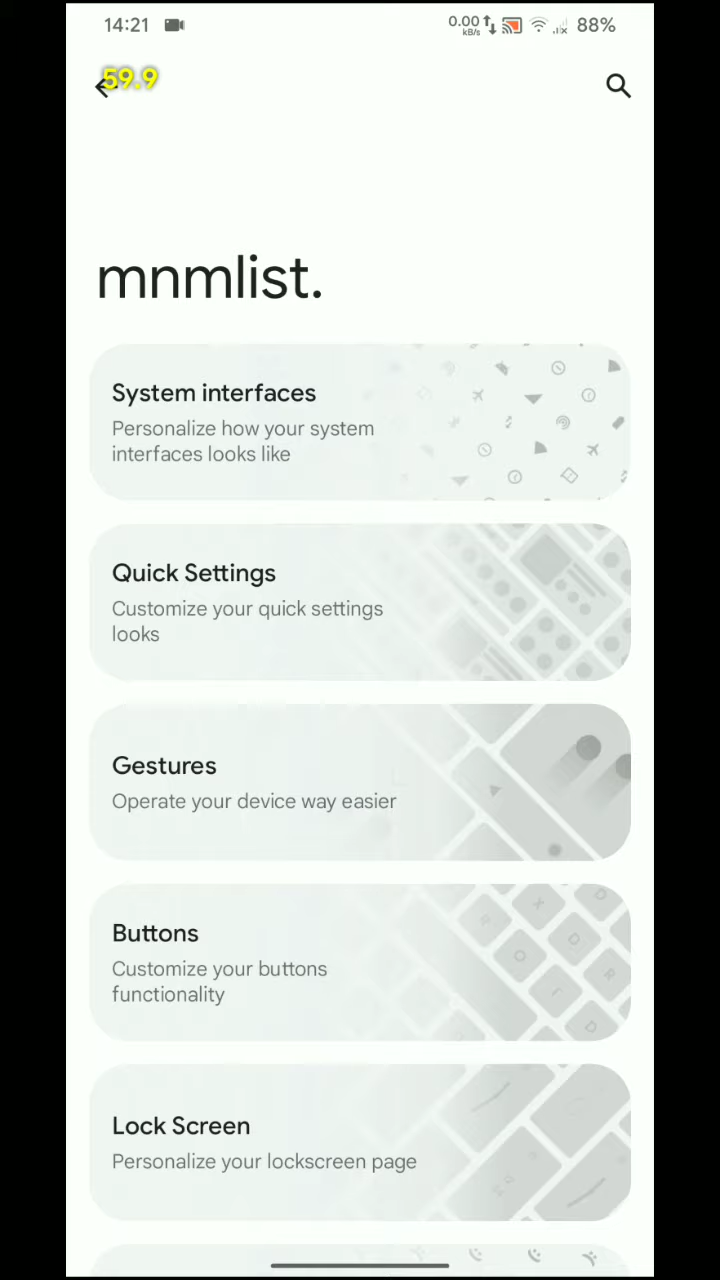 14:21
0.00 kB/s
88%
59.9
mnmlist.
System interfaces
Personalize how your system
interfaces looks like
Quick Settings
Customize your quick settings
looks
Gestures
Operate your device way easier
Buttons
Customize your buttons
functionality
Lock Screen
Personalize your lockscreen page